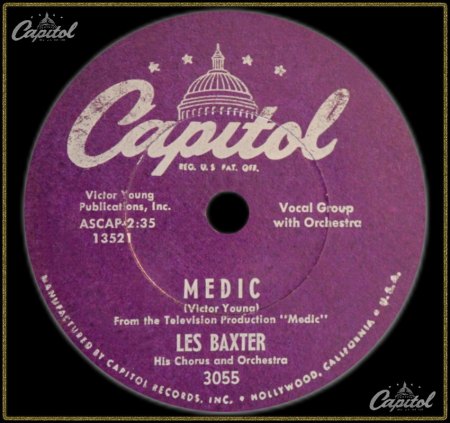 Capitol
Capitol
REG. U.S. PAT. OFF.
Victor Young
Publications, Inc.
ASCAP-2:35
13521
Vocal Group
with Orchestra
MEDIC
(Victor Young)
From the Television Production "Medic"
LES BAXTER
His Chorus and Orchestra
3055
MANUFACTURED BY CAPITOL RECORDS, INC. • HOLLYWOOD, CALIFORNIA • U.S.A.
Capitol